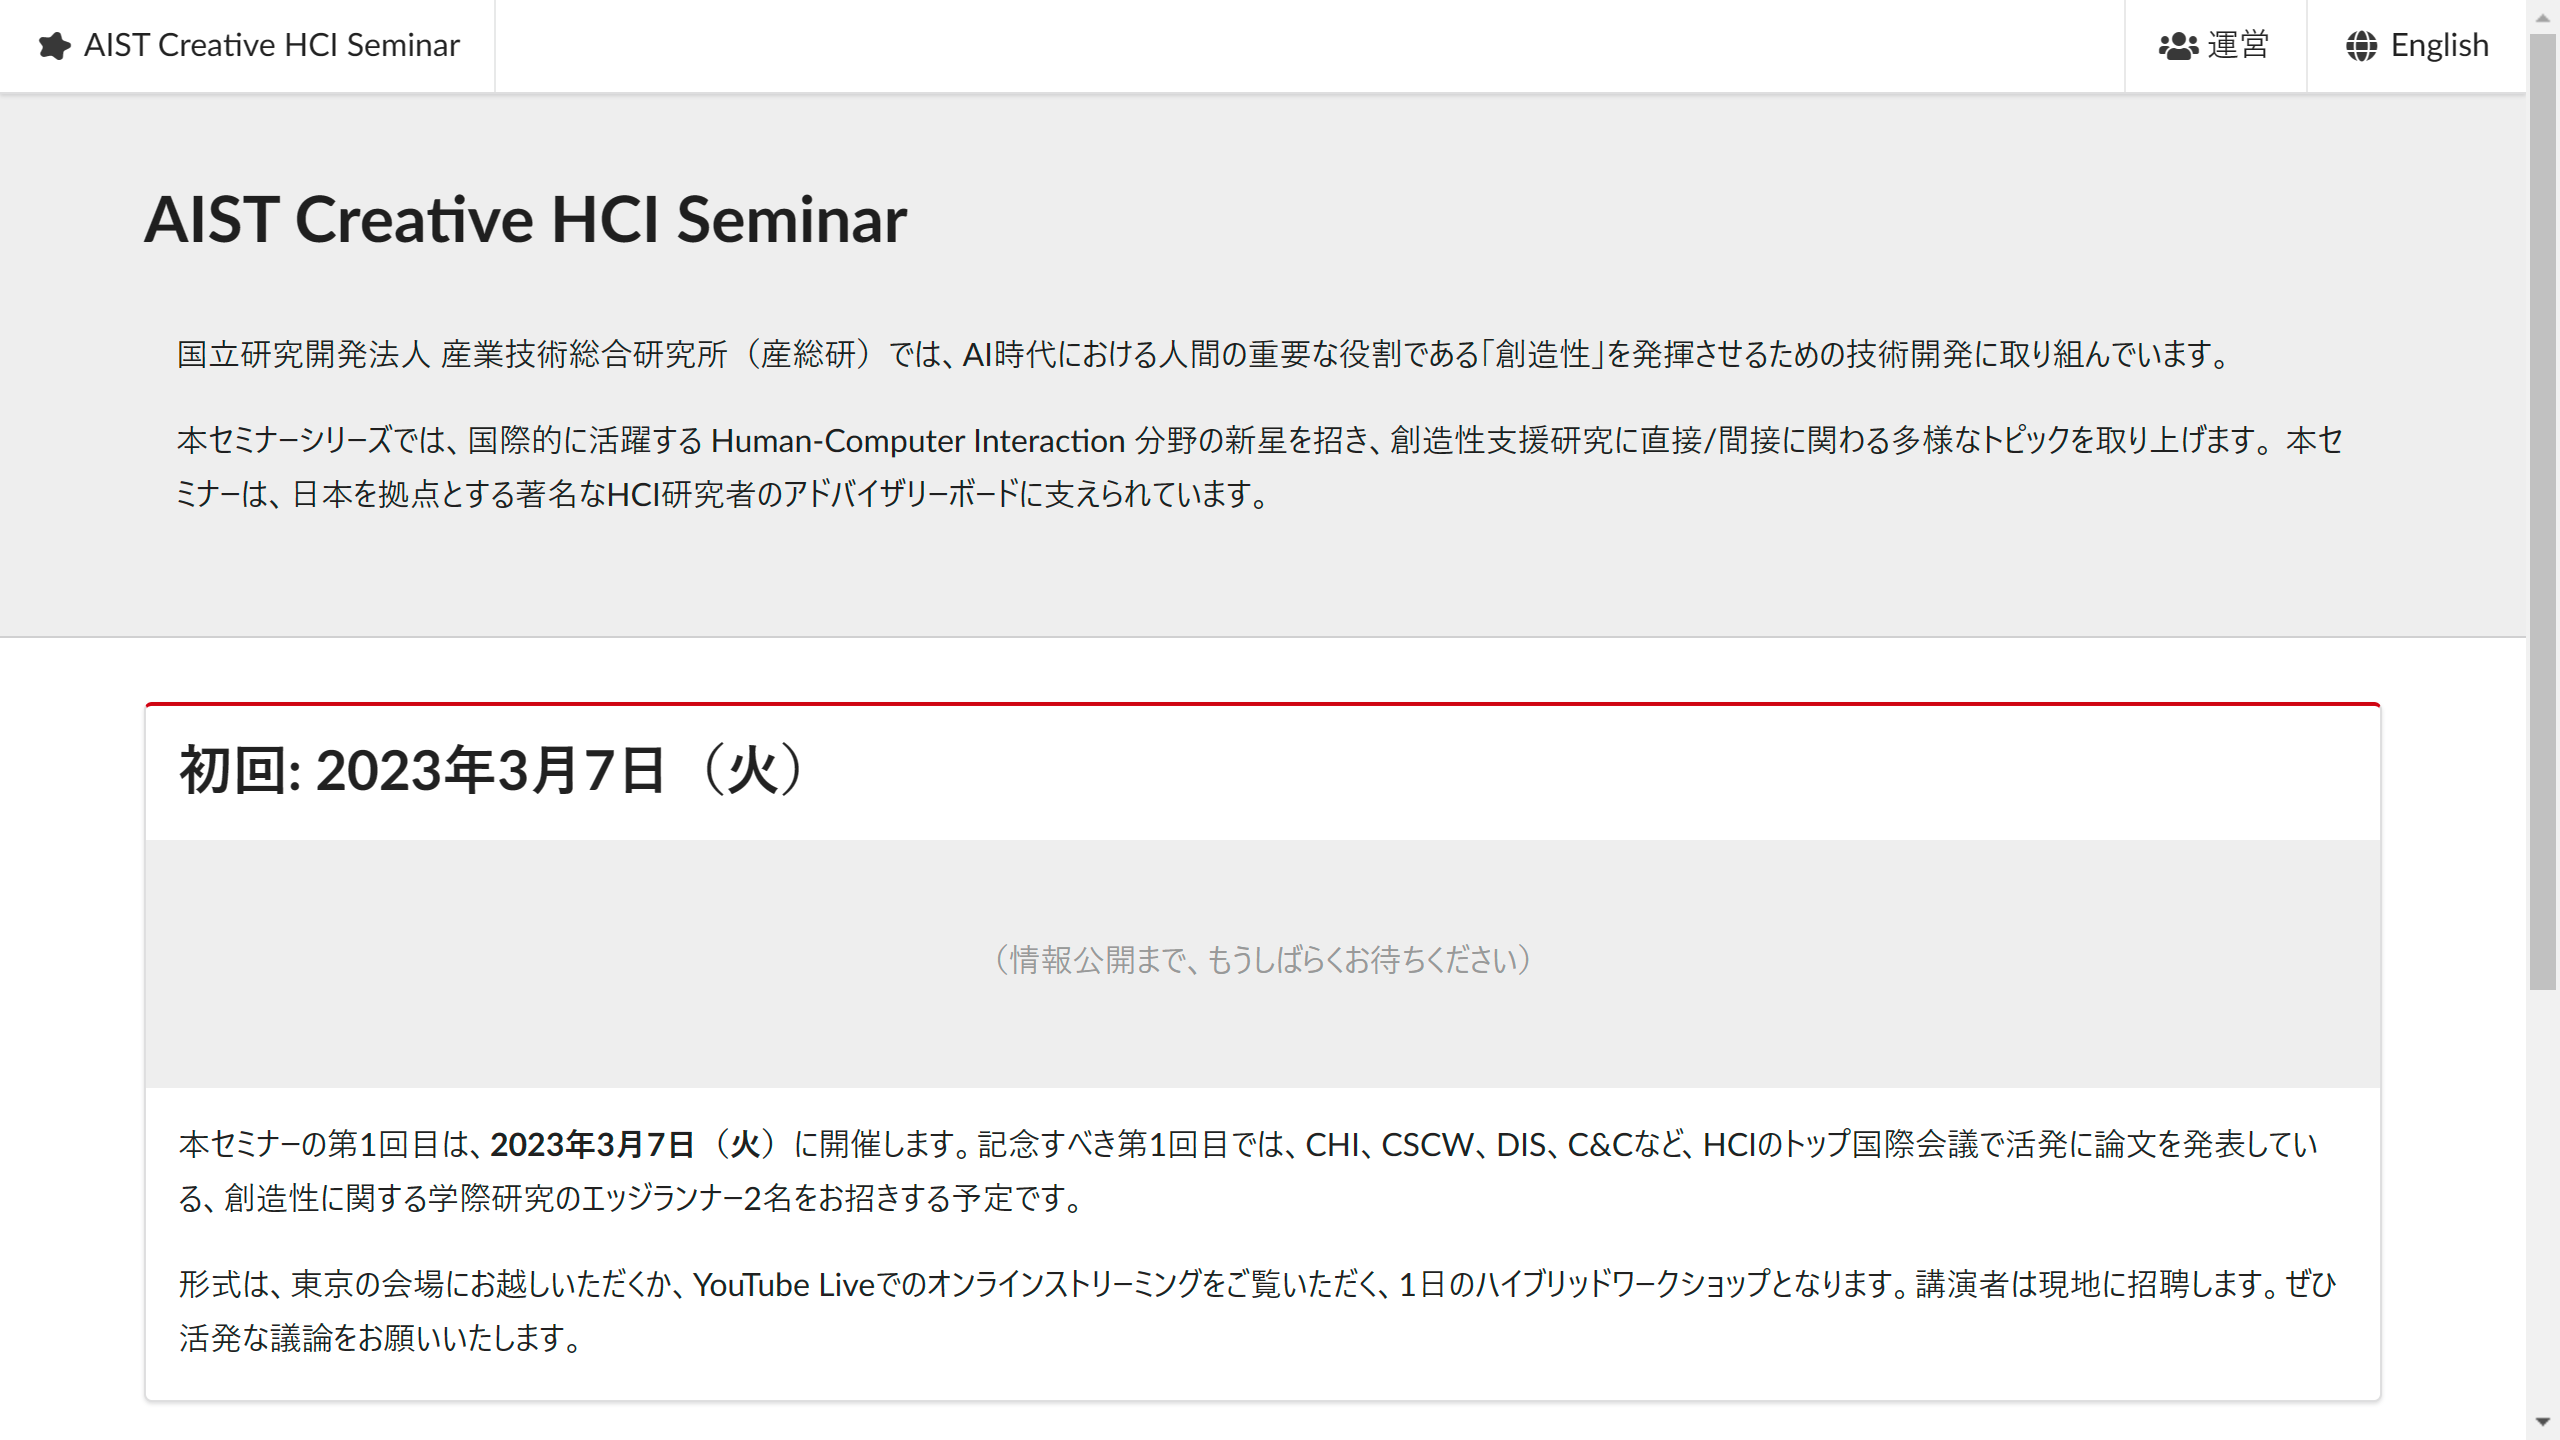 AIST Creative HCI Seminar
運営
English
AIST Creative HCI Seminar
国立研究開発法人 産業技術総合研究所（産総研）では、AI時代における人間の重要な役割である「創造性」を発揮させるための技術開発に取り組んでいます。
本セミナーシリーズでは、国際的に活躍する Human-Computer Interaction 分野の新星を招き、創造性支援研究に直接/間接に関わる多様なトピックを取り上げます。本セ
ミナーは、日本を拠点とする著名なHCI研究者のアドバイザリーボードに支えられています。
初回: 2023年3月7日（火）
（情報公開まで、もうしばらくお待ちください）
本セミナーの第1回目は、2023年3月7日（火）に開催します。記念すべき第1回目では、CHI、CSCW、DIS、C&Cなど、HCIのトップ国際会議で活発に論文を発表してい
る、創造性に関する学際研究のエッジランナー2名をお招きする予定です。
形式は、東京の会場にお越しいただくか、YouTube Liveでのオンラインストリーミングをご覧いただく、1日のハイブリッドワークショップとなります。講演者は現地に招聘します。ぜひ
活発な議論をお願いいたします。